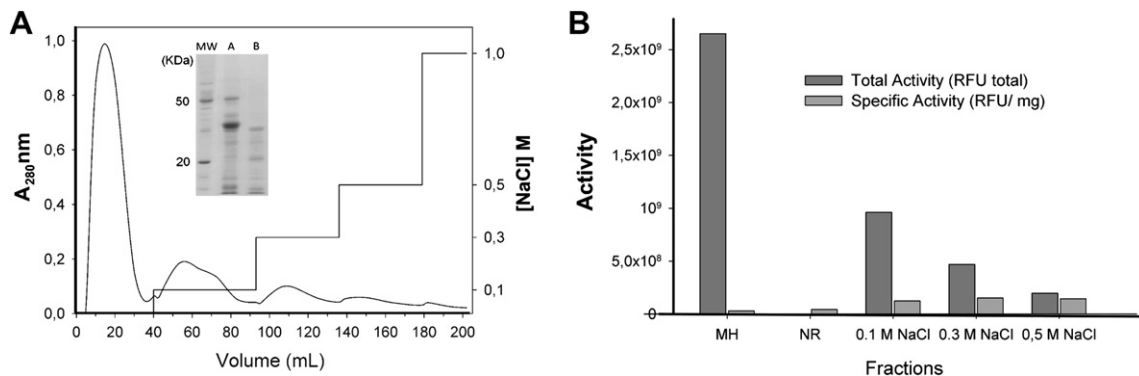 A
1,0
0,8
0,6
0,4
0,2
0,0
A280nm
0 20 40 60 80 100 120 140 160 180 200
Volume (mL)
1,0
0,5
0,3
0,1
[NaCl] M
MW A B
(KDa)
50
20
B
2,5x10⁹
2,0x10⁹
1,5x10⁹
10⁹
5,0x10⁸
0
Activity
Total Activity (RFU total)
Specific Activity (RFU/ mg)
MH NR 0.1 M NaCl 0.3 M NaCl 0,5 M NaCl
Fractions